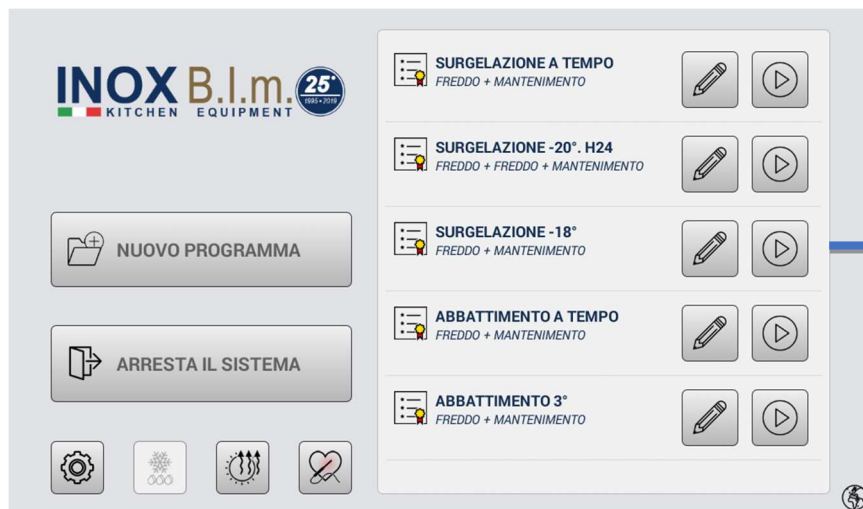 INOX B.I.m.
25°
1995 • 2019
KITCHEN EQUIPMENT
NUOVO PROGRAMMA
ARRESTA IL SISTEMA
SURGELAZIONE A TEMPO
FREDDO + MANTENIMENTO
SURGELAZIONE -20°. H24
FREDDO + FREDDO + MANTENIMENTO
SURGELAZIONE -18°
FREDDO + MANTENIMENTO
ABBATTIMENTO A TEMPO
FREDDO + MANTENIMENTO
ABBATTIMENTO 3°
FREDDO + MANTENIMENTO